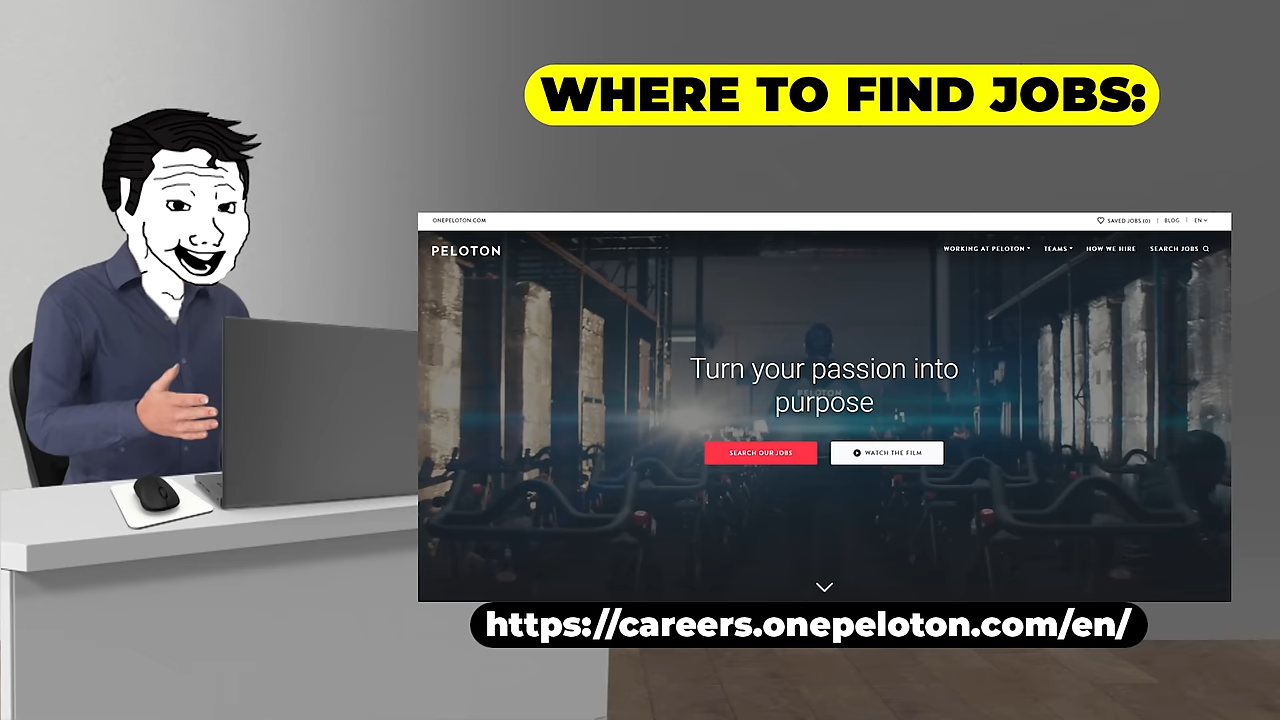 WHERE TO FIND JOBS:
ONEPELOTON.COM
SAVED JOBS (0) | BLOG | EN
PELOTON
WORKING AT PELOTON TEAMS HOW WE HIRE SEARCH JOBS
Turn your passion into
purpose
SEARCH OUR JOBS WATCH THE FILM
https://careers.onepeloton.com/en/